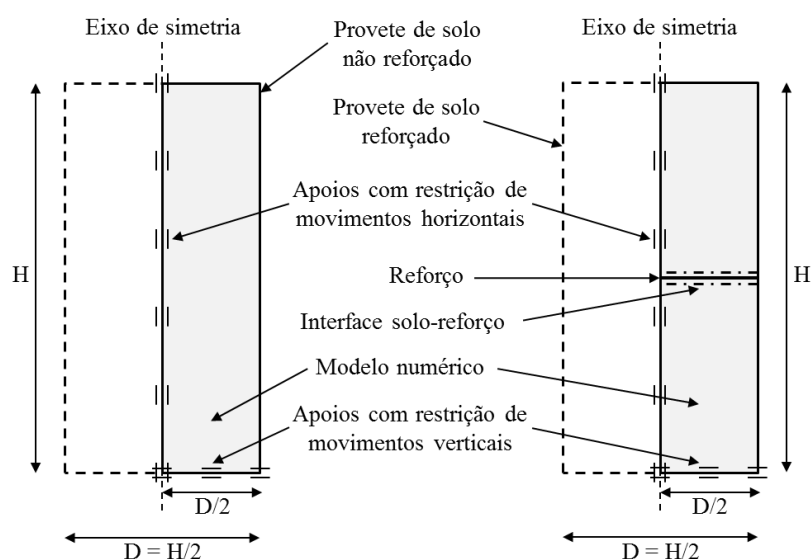 Eixo de simetria
Provete de solo
não reforçado
Eixo de simetria
Provete de solo
reforçado
Apoios com restrição de
movimentos horizontais
H
Reforço
H
Interface solo-reforço
Modelo numérico
Apoios com restrição de
movimentos verticais
D/2
D/2
D = H/2
D = H/2